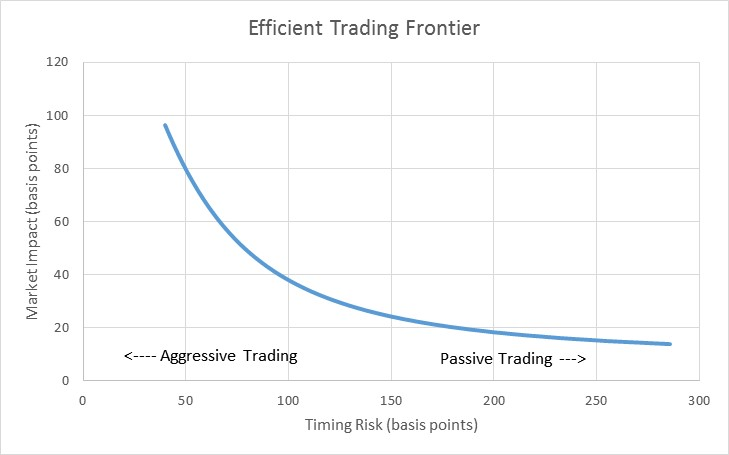 Efficient Trading Frontier
120
100
80
60
40
20
0
Market Impact (basis points)
<---- Aggressive Trading
Passive Trading --->
0 50 100 150 200 250 300
Timing Risk (basis points)